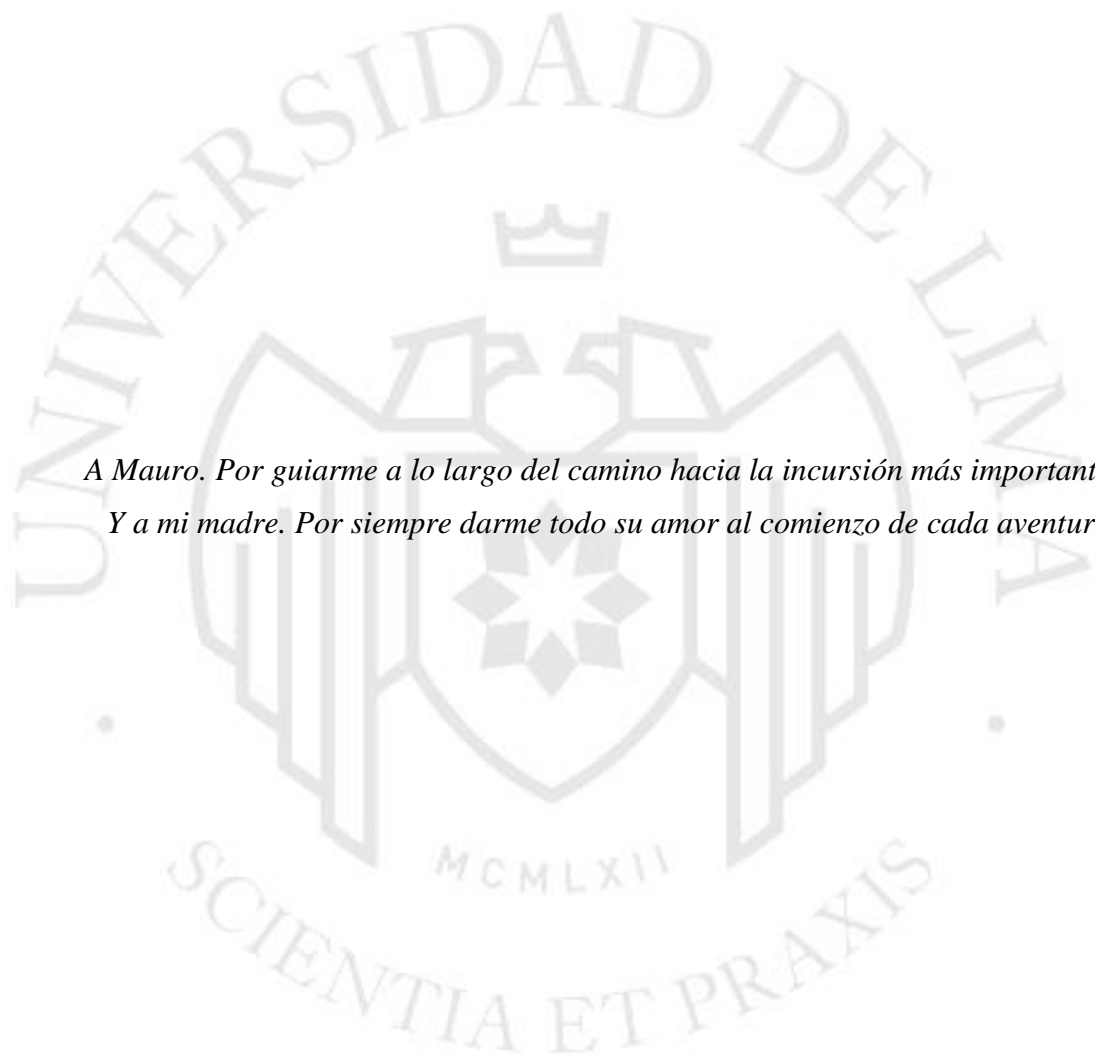 UNIVERSIDAD DE LIMA
A Mauro. Por guiarme a lo largo del camino hacia la incursión más important
Y a mi madre. Por siempre darme todo su amor al comienzo de cada aventur
MCMLXII
SCIENTIA ET PRAXIS